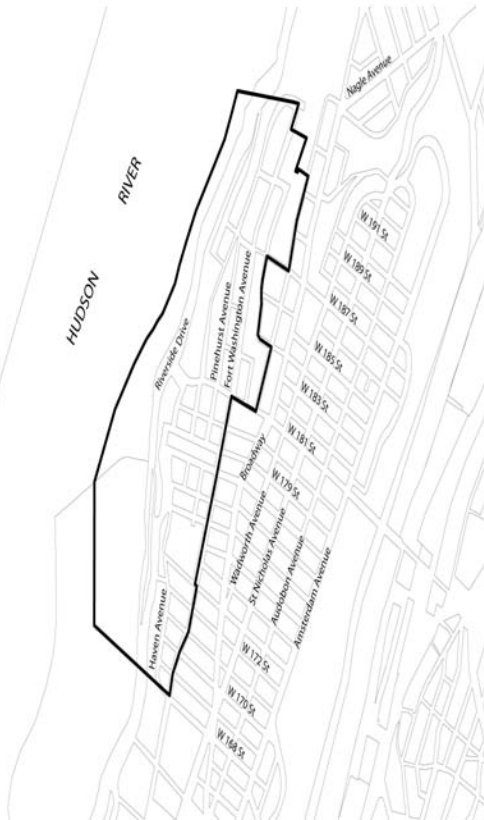 Nagle Avenue
RIVER
HUDSON
W 191 St
W 189 St
W 187 St
Pinehurst Avenue
Fort Washington Avenue
Riverside Drive
W 185 St
W 183 St
W 181 St
Broadway
W 179 St
Wadworth Avenue
St Nicholas Avenue
Audobon Avenue
Amsterdam Avenue
Haven Avenue
W 172 St
W 170 St
W 168 St